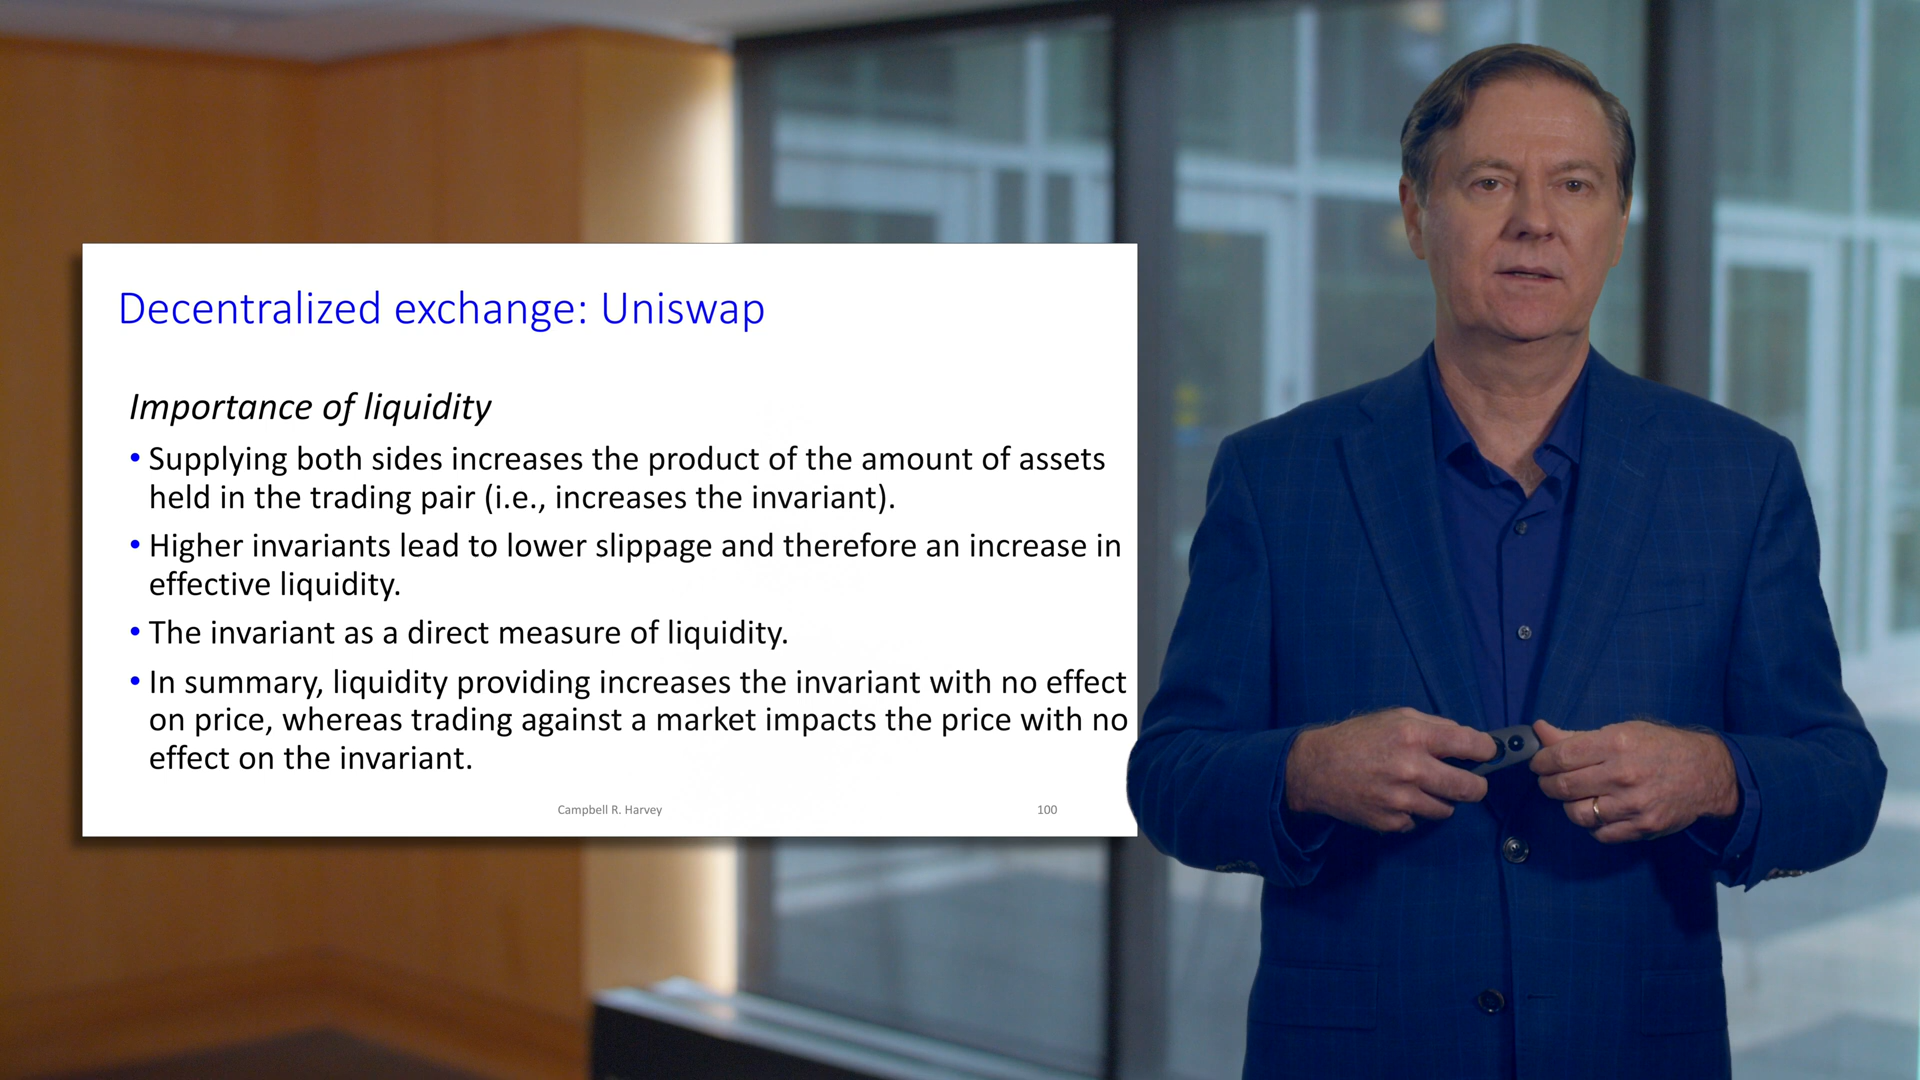 Decentralized exchange: Uniswap
Importance of liquidity
• Supplying both sides increases the product of the amount of assets
held in the trading pair (i.e., increases the invariant).
• Higher invariants lead to lower slippage and therefore an increase in
effective liquidity.
• The invariant as a direct measure of liquidity.
• In summary, liquidity providing increases the invariant with no effect
on price, whereas trading against a market impacts the price with no
effect on the invariant.
Campbell R. Harvey
100